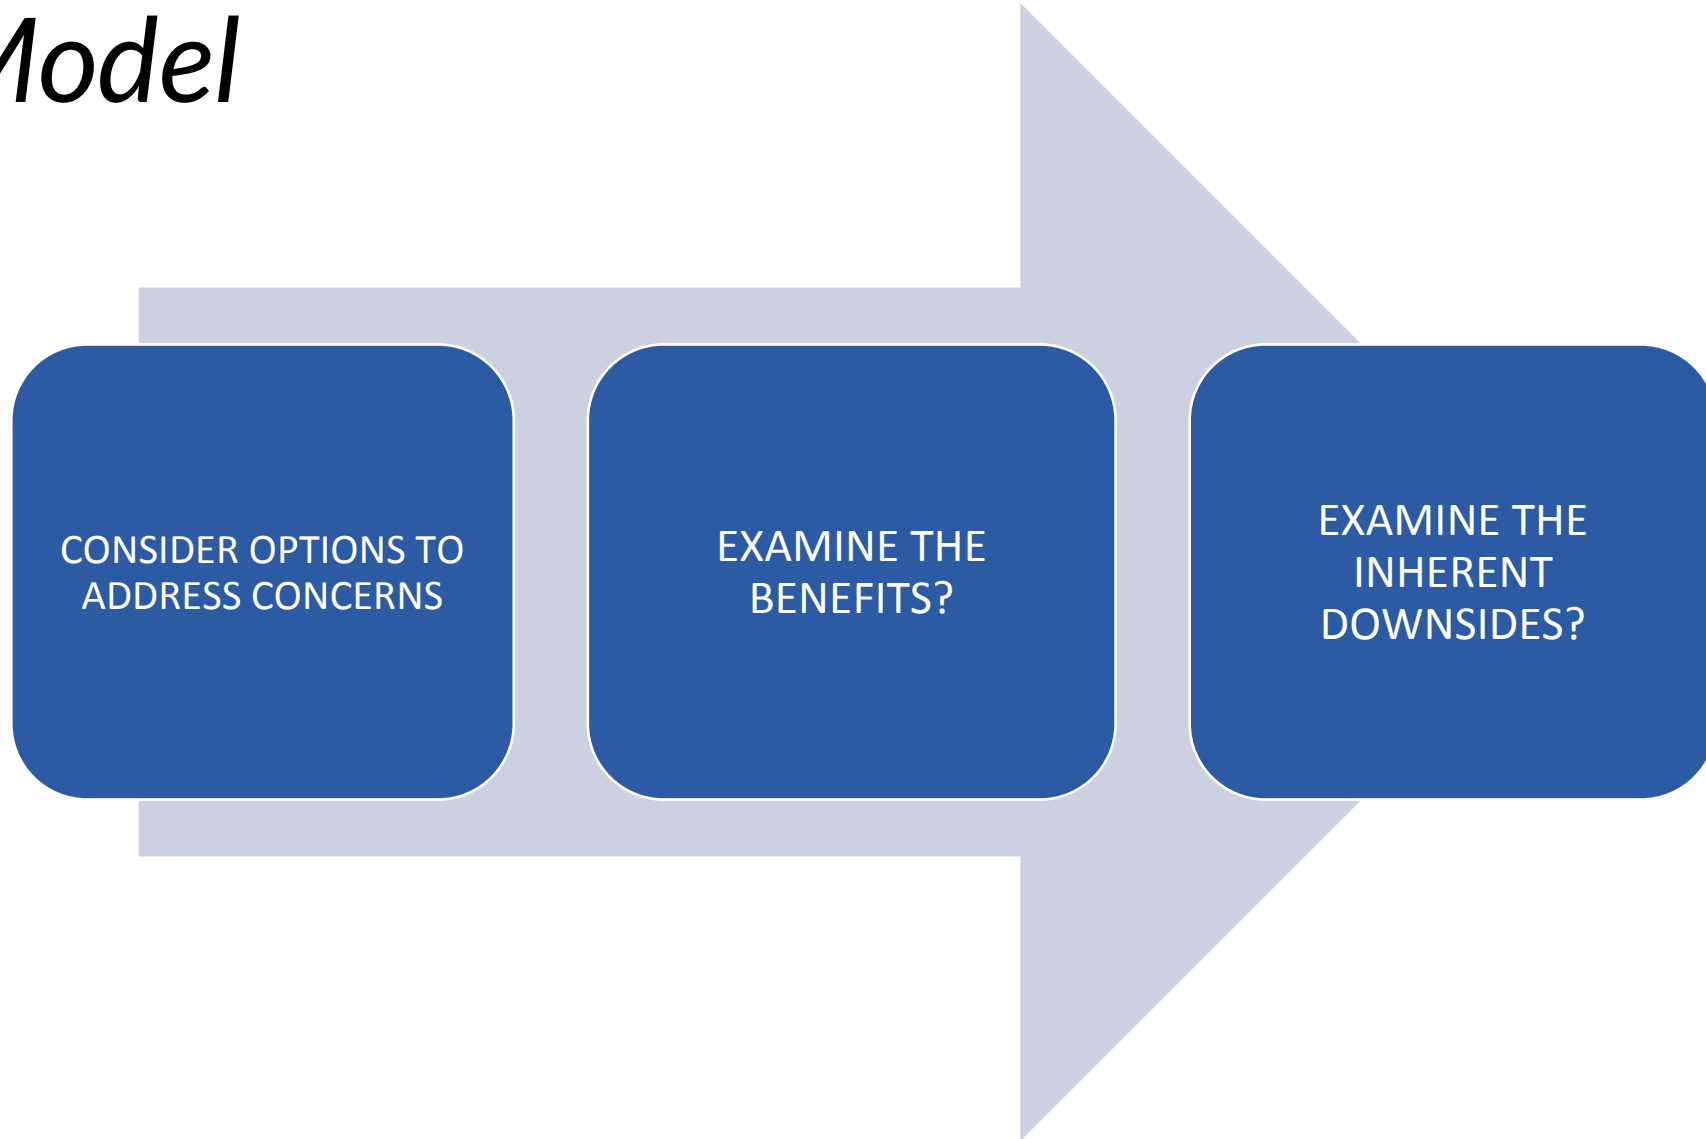 Model
CONSIDER OPTIONS TO
ADDRESS CONCERNS
EXAMINE THE
BENEFITS?
EXAMINE THE
INHERENT
DOWNSIDES?